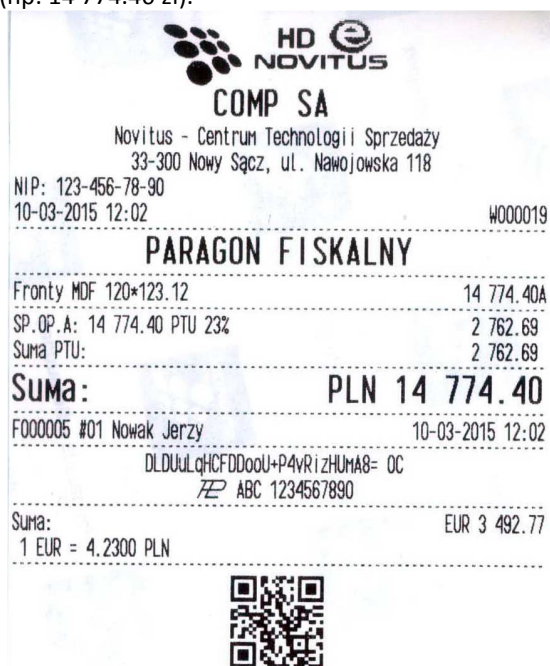 (np. 14 774.40 zł).
HD e
NOVITUS
COMP SA
Novitus - Centrum Technologii Sprzedaży
33-300 Nowy Sącz, ul. Nawojowska 118
NIP: 123-456-78-90
10-03-2015 12:02 W000019
PARAGON FISKALNY
Fronty MDF 120*123.12 14 774.40A
SP.OP.A: 14 774.40 PTU 23% 2 762.69
Suma PTU: 2 762.69
Suma: PLN 14 774.40
F000005 #01 Nowak Jerzy 10-03-2015 12:02
DLDUuLqHCFDDooU+P4vRizHUMA8= OC
ABC 1234567890
Suma: EUR 3 492.77
1 EUR = 4.2300 PLN